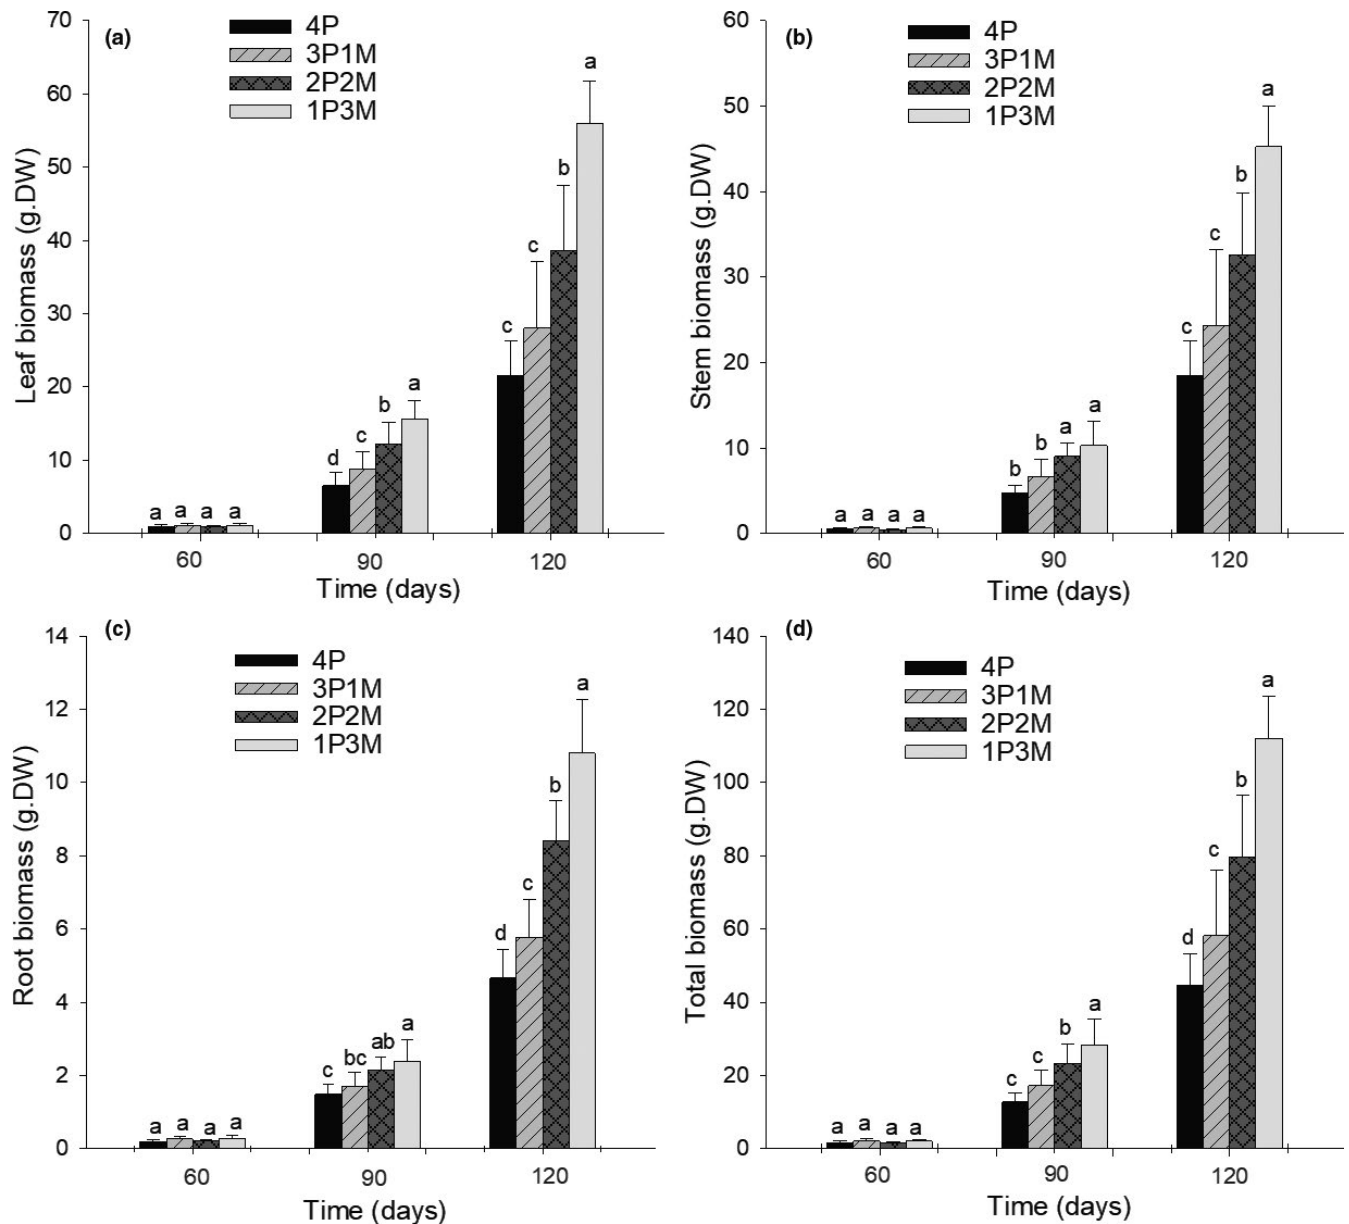 (a)
4P
3P1M
2P2M
1P3M
Leaf biomass (g.DW)
70
60
50
40
30
20
10
0
a a a a
d c b a
c c b a
60 90 120
Time (days)
(b)
4P
3P1M
2P2M
1P3M
Stem biomass (g.DW)
60
50
40
30
20
10
0
a a a a
b b a a
c c b a
60 90 120
Time (days)
(c)
4P
3P1M
2P2M
1P3M
Root biomass (g.DW)
14
12
10
8
6
4
2
0
a a a a
c bc ab a
d c b a
60 90 120
Time (days)
(d)
4P
3P1M
2P2M
1P3M
Total biomass (g.DW)
140
120
100
80
60
40
20
0
a a a a
c c b a
d c b a
60 90 120
Time (days)